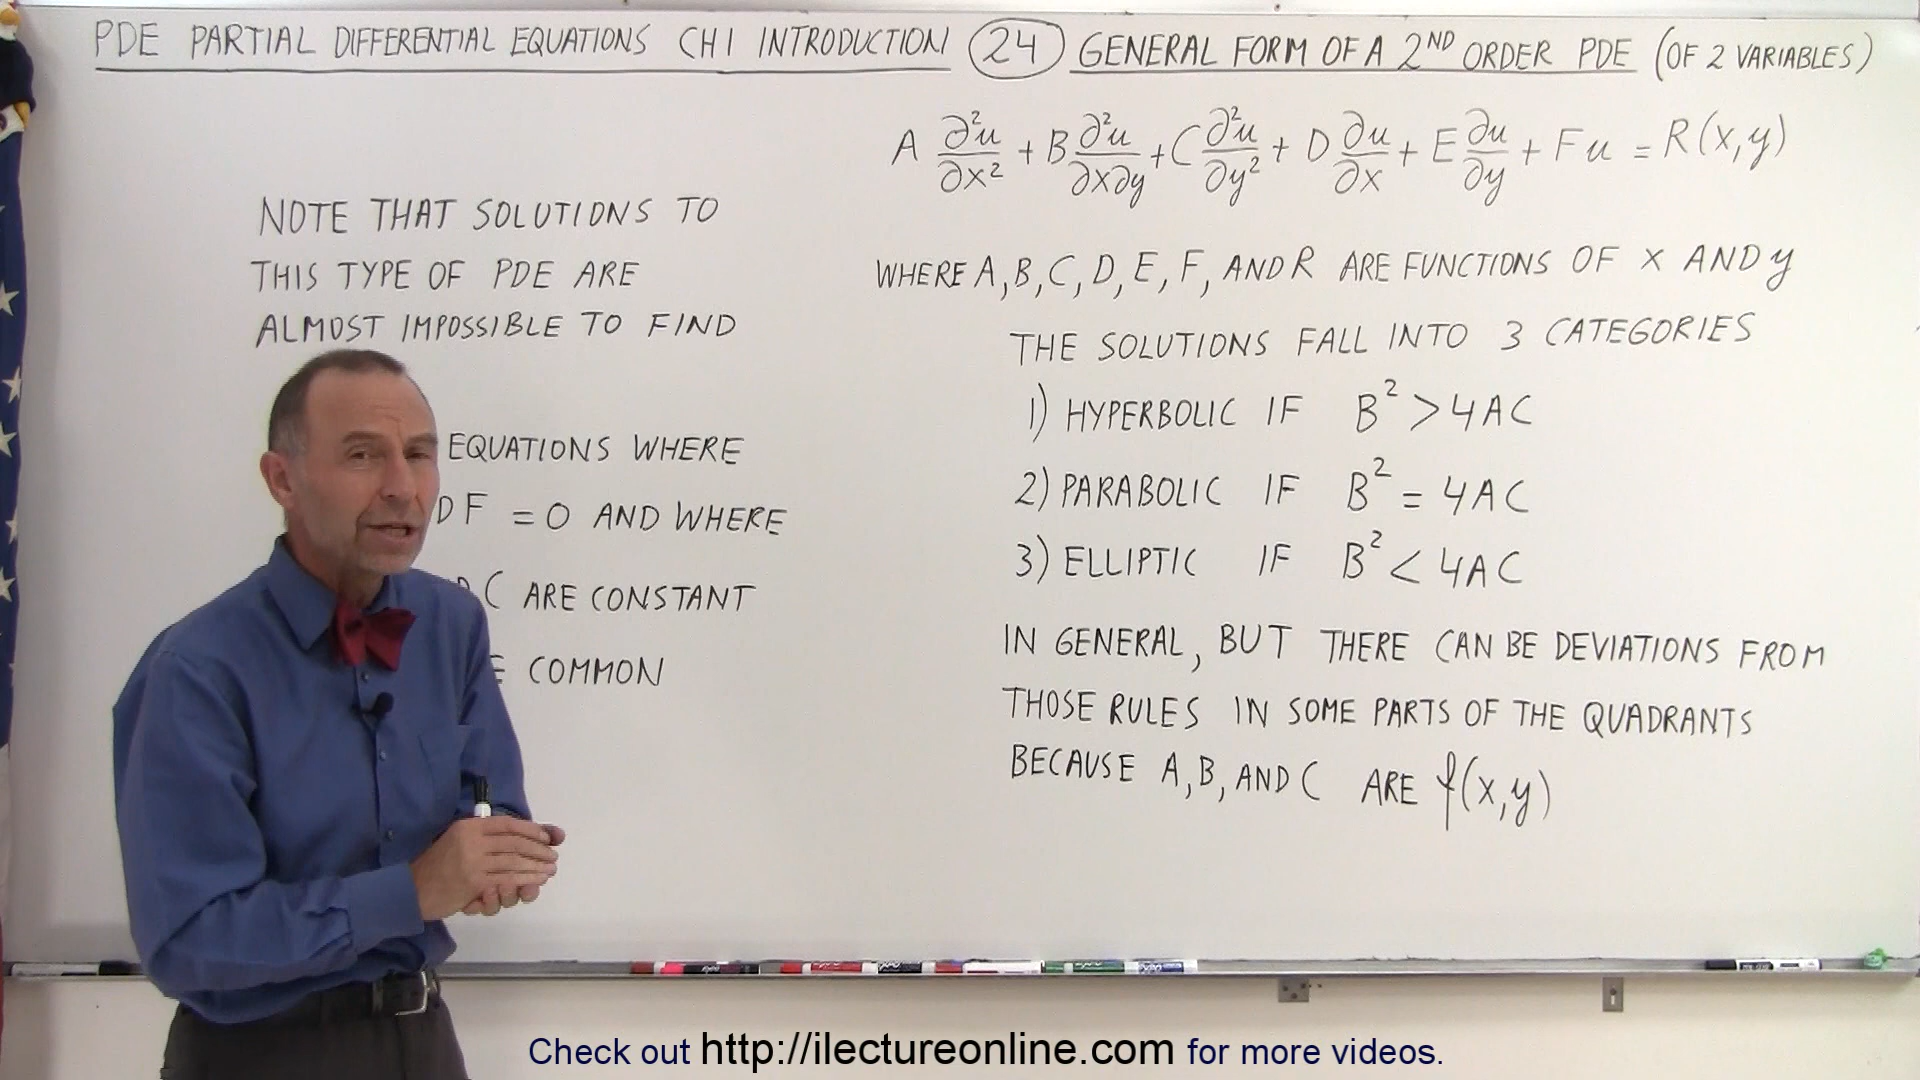 PDE PARTIAL DIFFERENTIAL EQUATIONS CH 1 INTRODUCTION 24 GENERAL FORM OF A 2ND ORDER PDE (OF 2 VARIABLES)
A ∂²u/∂x² + B ∂²u/∂x∂y + C ∂²u/∂y² + D ∂u/∂x + E ∂u/∂y + Fu = R(x,y)
NOTE THAT SOLUTIONS TO
THIS TYPE OF PDE ARE
ALMOST IMPOSSIBLE TO FIND
EQUATIONS WHERE
F = 0 AND WHERE
C ARE CONSTANT
COMMON
WHERE A, B, C, D, E, F, AND R ARE FUNCTIONS OF x AND y
THE SOLUTIONS FALL INTO 3 CATEGORIES
1) HYPERBOLIC IF B² > 4AC
2) PARABOLIC IF B² = 4AC
3) ELLIPTIC IF B² < 4AC
IN GENERAL, BUT THERE CAN BE DEVIATIONS FROM
THOSE RULES IN SOME PARTS OF THE QUADRANTS
BECAUSE A, B, AND C ARE f(x,y)
Check out http://ilectureonline.com for more videos.